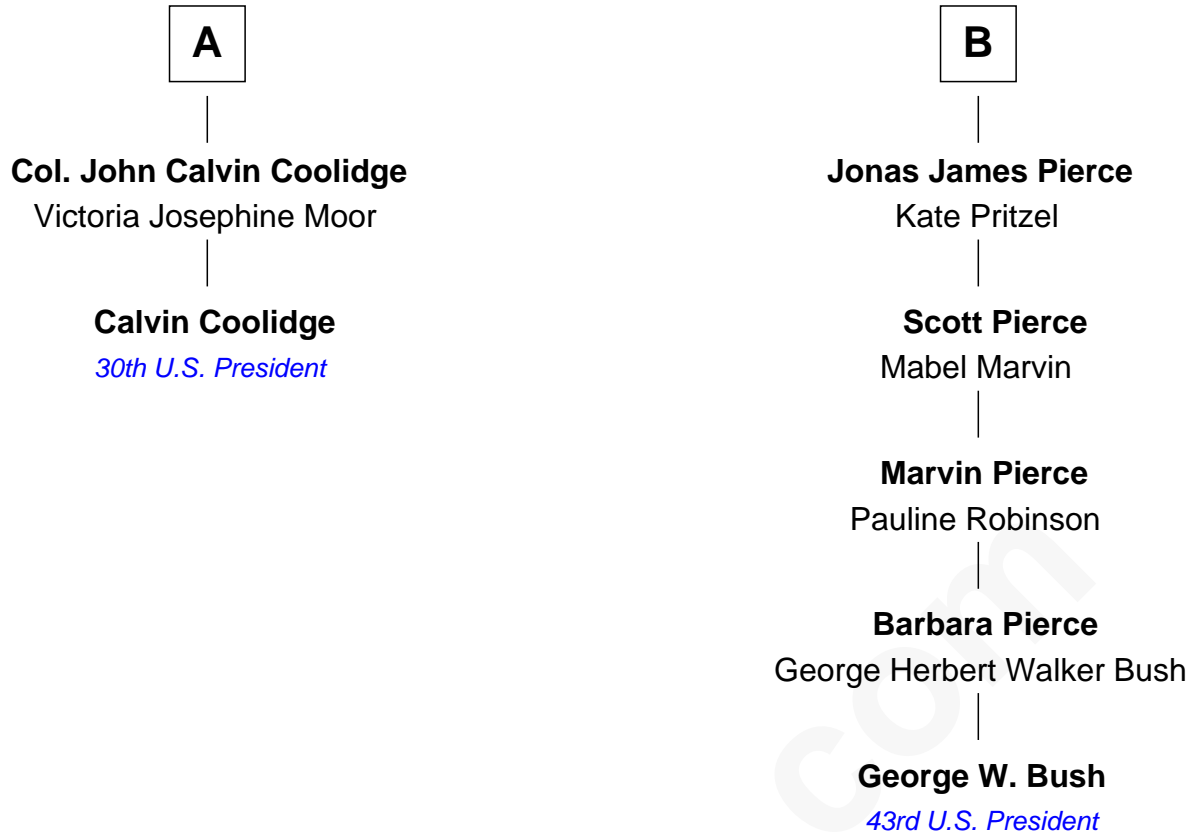 A
Col. John Calvin Coolidge
Victoria Josephine Moor
Calvin Coolidge
30th U.S. President
B
Jonas James Pierce
Kate Pritzel
Scott Pierce
Mabel Marvin
Marvin Pierce
Pauline Robinson
Barbara Pierce
George Herbert Walker Bush
George W. Bush
43rd U.S. President
com